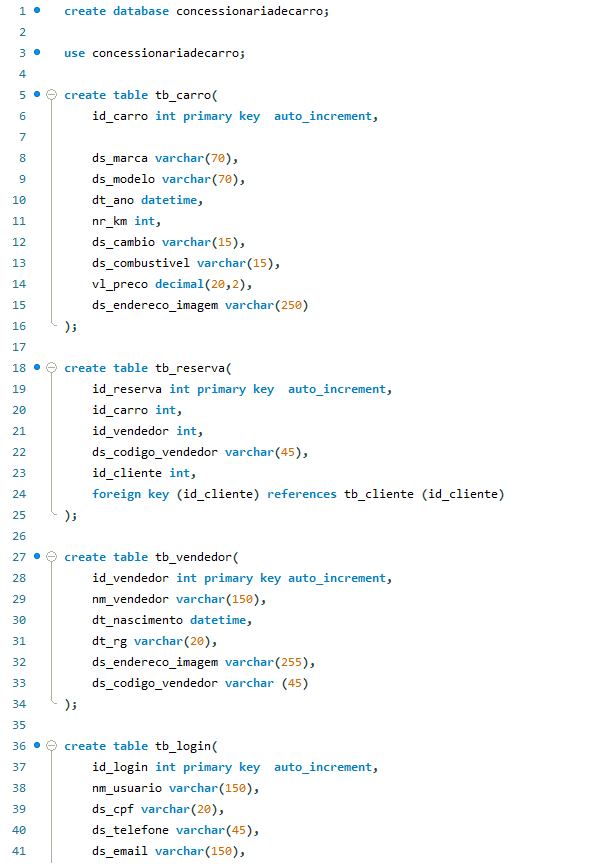 1 create database concessionariadecarro;
2
3 use concessionariadecarro;
4
5 create table tb_carro(
6 id_carro int primary key  auto_increment,
7
8 ds_marca varchar(70),
9 ds_modelo varchar(70),
10 dt_ano datetime,
11 nr_km int,
12 ds_cambio varchar(15),
13 ds_combustivel varchar(15),
14 vl_preco decimal(20,2),
15 ds_endereco_imagem varchar(250)
16 );
17
18 create table tb_reserva(
19 id_reserva int primary key  auto_increment,
20 id_carro int,
21 id_vendedor int,
22 ds_codigo_vendedor varchar(45),
23 id_cliente int,
24 foreign key (id_cliente) references tb_cliente (id_cliente)
25 );
26
27 create table tb_vendedor(
28 id_vendedor int primary key auto_increment,
29 nm_vendedor varchar(150),
30 dt_nascimento datetime,
31 dt_rg varchar(20),
32 ds_endereco_imagem varchar(255),
33 ds_codigo_vendedor varchar (45)
34 );
35
36 create table tb_login(
37 id_login int primary key  auto_increment,
38 nm_usuario varchar(150),
39 ds_cpf varchar(20),
40 ds_telefone varchar(45),
41 ds_email varchar(150),